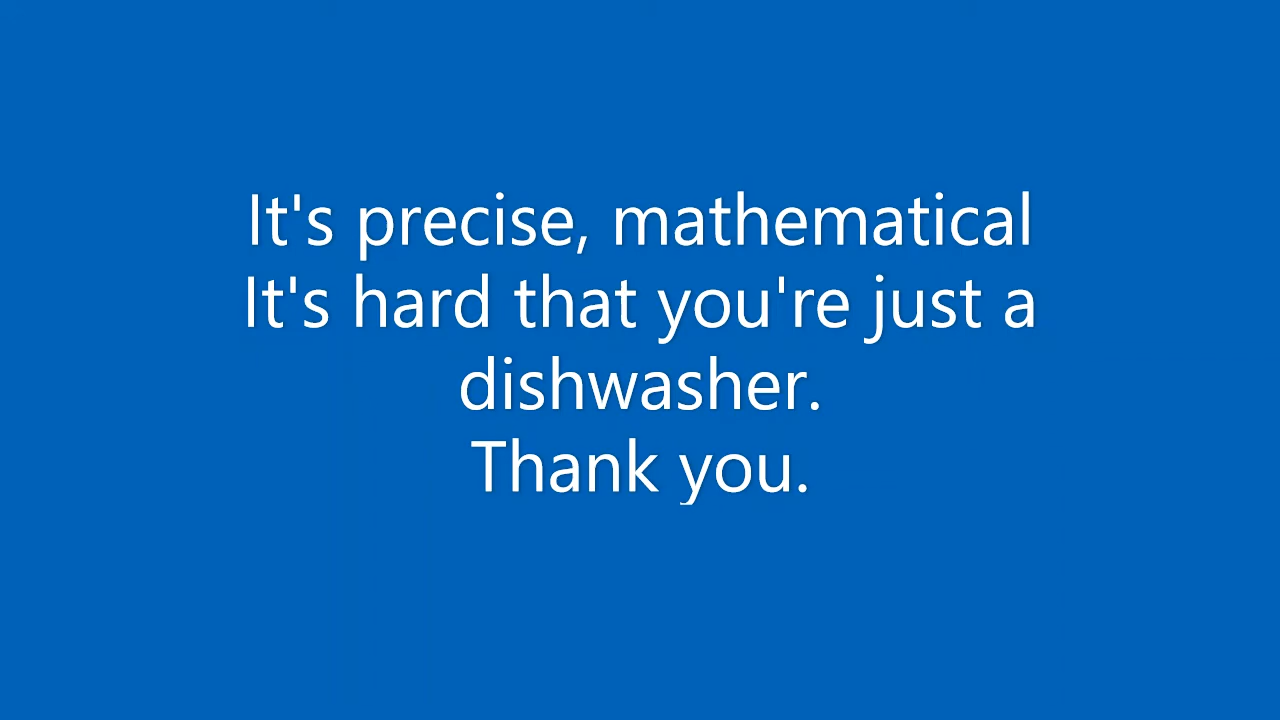 It's precise, mathematical
It's hard that you're just a
dishwasher.
Thank you.